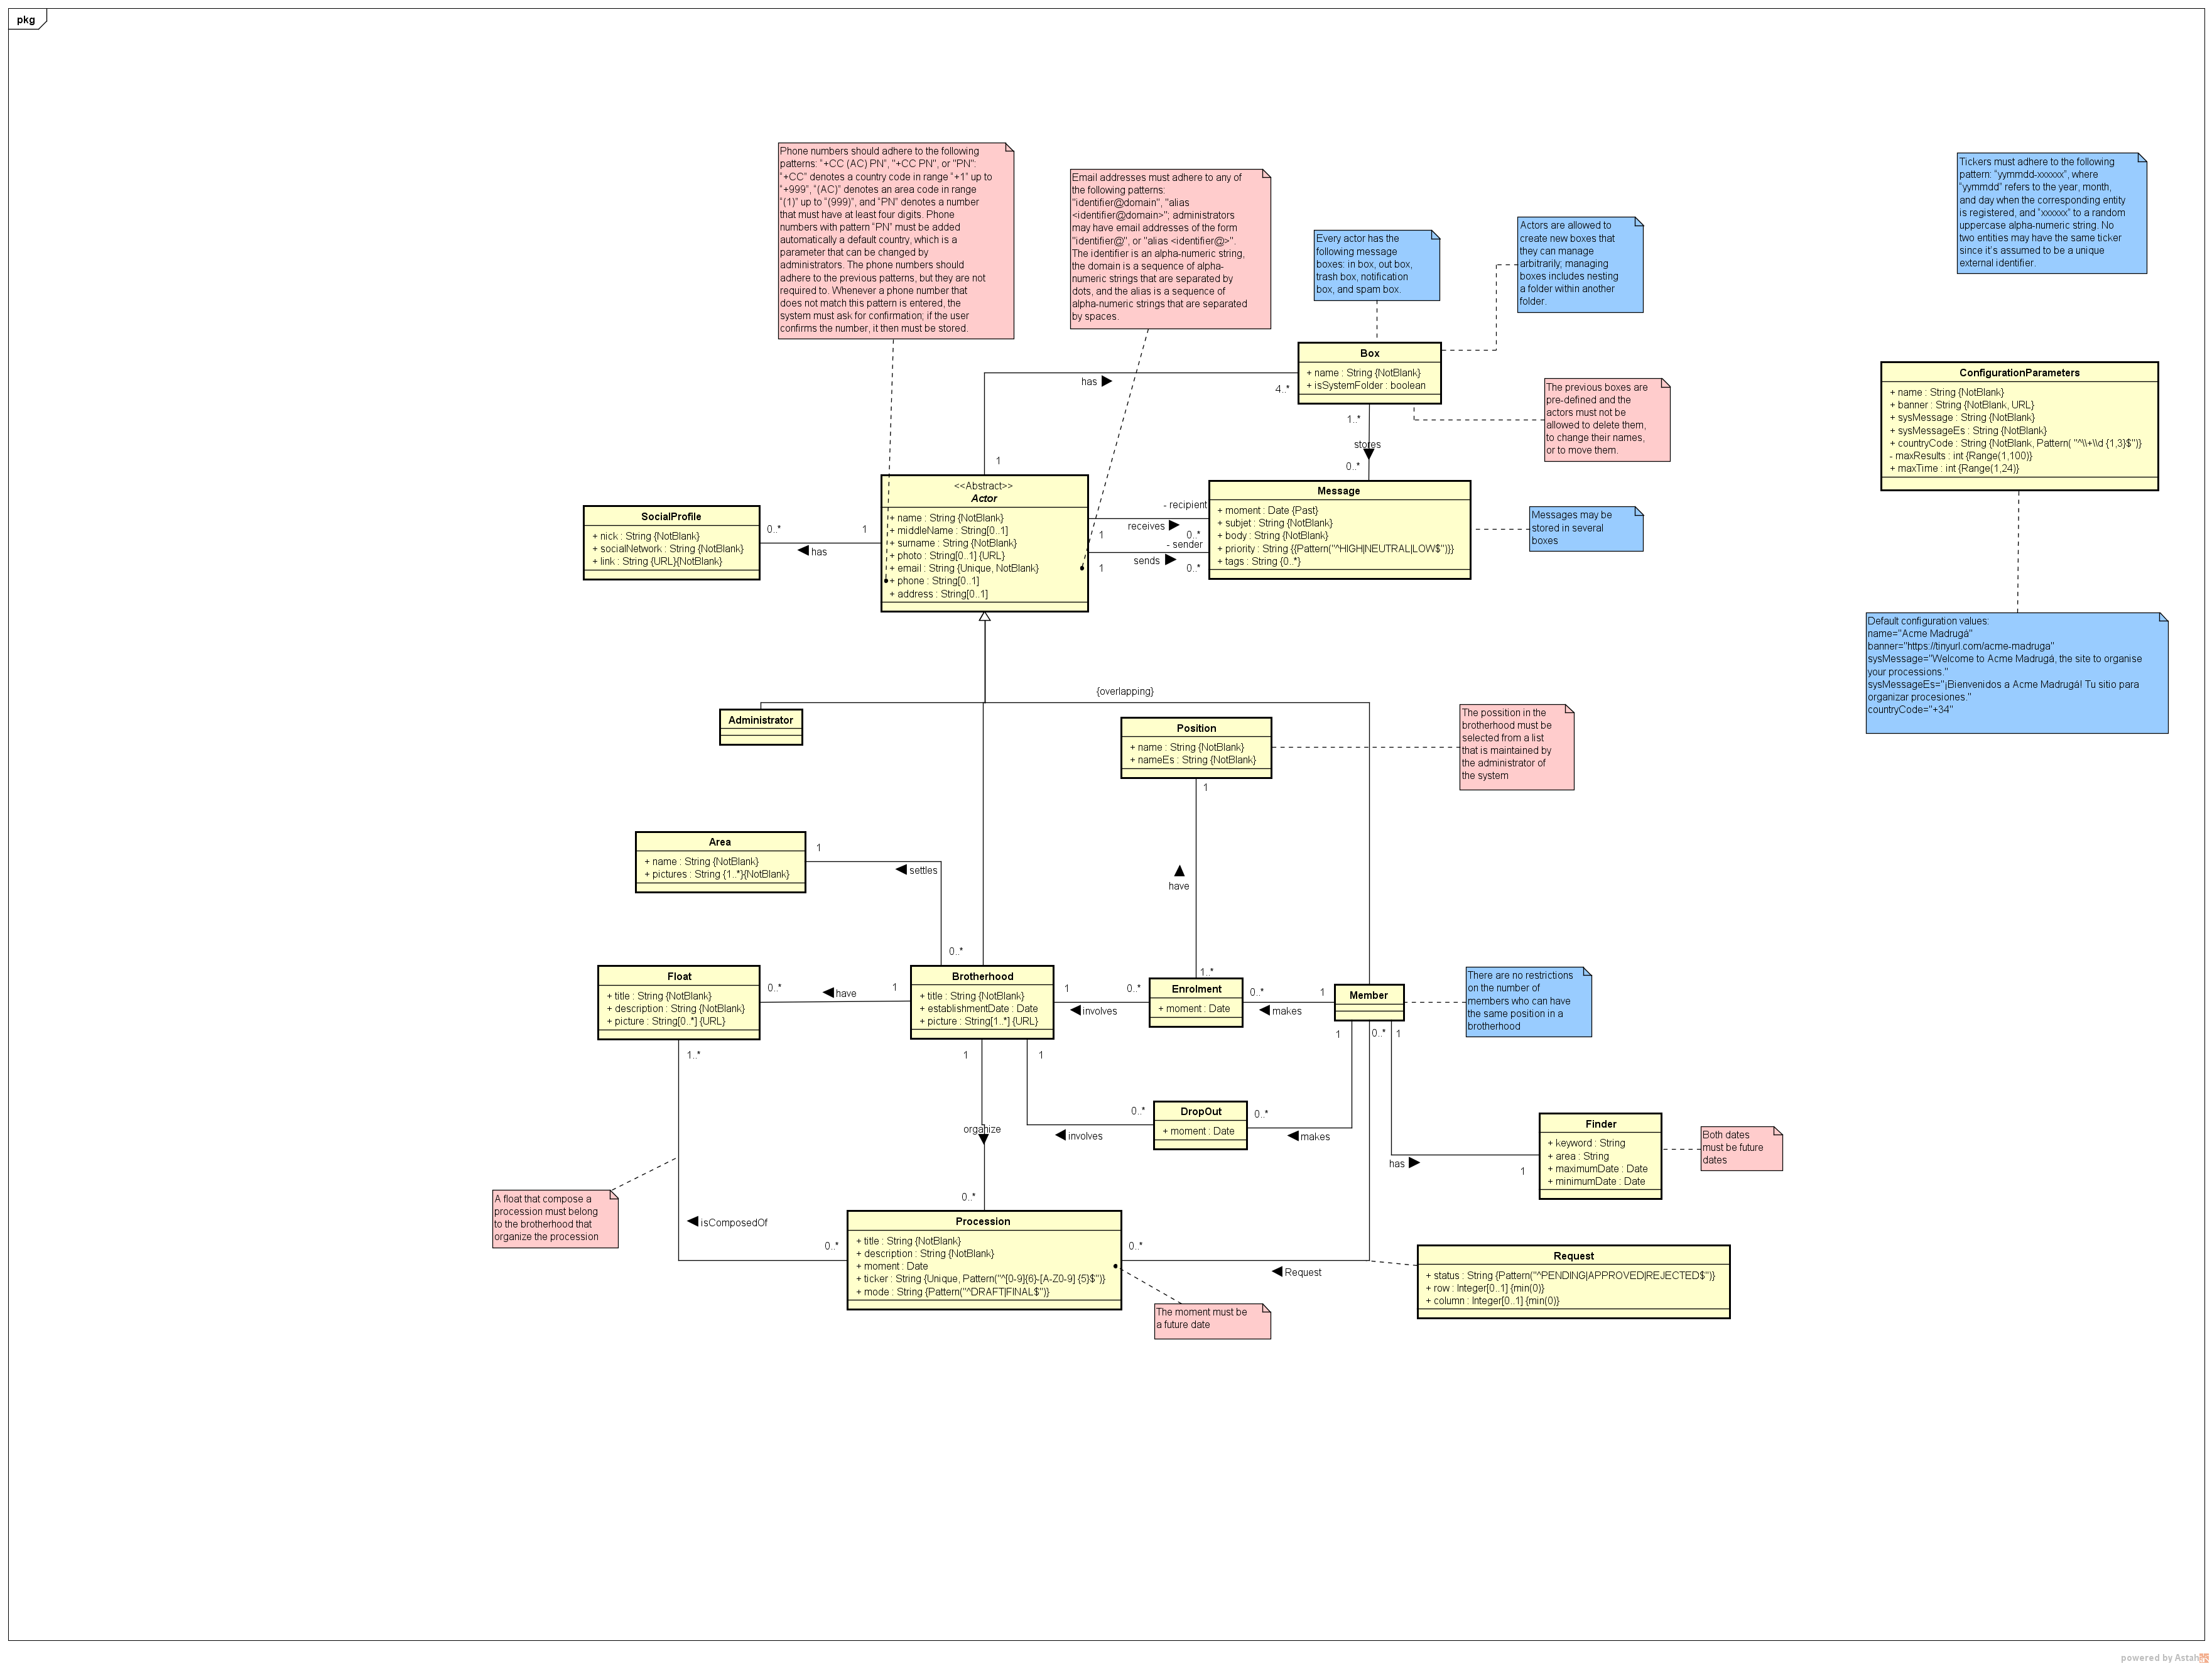 pkg
Phone numbers should adhere to the following
patterns: "+CC (AC) PN", "+CC PN", or "PN":
"+CC" denotes a country code in range "+1" up to
"+999", "(AC)" denotes an area code in range
"(1)" up to "(999)", and "PN" denotes a number
that must have at least four digits. Phone
numbers with pattern "PN" must be added
automatically a default country, which is a
parameter that can be changed by
administrators. The phone numbers should
adhere to the previous patterns, but they are not
required to. Whenever a phone number that
does not match this pattern is entered, the
system must ask for confirmation; if the user
confirms the number, it then must be stored.
Email addresses must adhere to any of
the following patterns:
"identifier@domain", "alias
<identifier@domain>"; administrators
may have email addresses of the form
"identifier@", or "alias <identifier@>".
The identifier is an alpha-numeric string,
the domain is a sequence of alpha-
numeric strings that are separated by
dots, and the alias is a sequence of
alpha-numeric strings that are separated
by spaces.
Every actor has the
following message
boxes: in box, out box,
trash box, notification
box, and spam box.
Actors are allowed to
create new boxes that
they can manage
arbitrarily; managing
boxes includes nesting
a folder within another
folder.
Tickers must adhere to the following
pattern: "yymmdd-xxxxxx", where
"yymmdd" refers to the year, month,
and day when the corresponding entity
is registered, and "xxxxxx" to a random
uppercase alpha-numeric string. No
two entities may have the same ticker
since it's assumed to be a unique
external identifier.
Box
+ name : String {NotBlank}
+ isSystemFolder : boolean
has
4..*
1
1..*
stores
0..*
The previous boxes are
pre-defined and the
actors must not be
allowed to delete them,
to change their names,
or to move them.
ConfigurationParameters
+ name : String {NotBlank}
+ banner : String {NotBlank, URL}
+ sysMessage : String {NotBlank}
+ sysMessageEs : String {NotBlank}
+ countryCode : String {NotBlank, Pattern( "^\\+\\d {1,3}$")}
- maxResults : int {Range(1,100)}
+ maxTime : int {Range(1,24)}
SocialProfile
+ nick : String {NotBlank}
+ socialNetwork : String {NotBlank}
+ link : String {URL}{NotBlank}
0..*
1
has
<<Abstract>>
Actor
+ name : String {NotBlank}
+ middleName : String[0..1]
+ surname : String {NotBlank}
+ photo : String[0..1] {URL}
+ email : String {Unique, NotBlank}
+ phone : String[0..1]
+ address : String[0..1]
- recipient
receives
1
0..*
- sender
sends
1
0..*
Message
+ moment : Date {Past}
+ subjet : String {NotBlank}
+ body : String {NotBlank}
+ priority : String {{Pattern("^HIGH|NEUTRAL|LOW$")}}
+ tags : String {0..*}
Messages may be
stored in several
boxes
Default configuration values:
name="Acme Madrugá"
banner="https://tinyurl.com/acme-madruga"
sysMessage="Welcome to Acme Madrugá, the site to organise
your processions."
sysMessageEs="¡Bienvenidos a Acme Madrugá! Tu sitio para
organizar procesiones."
countryCode="+34"
{overlapping}
Administrator
Position
+ name : String {NotBlank}
+ nameEs : String {NotBlank}
The possition in the
brotherhood must be
selected from a list
that is maintained by
the administrator of
the system
1
have
1..*
Area
+ name : String {NotBlank}
+ pictures : String {1..*}{NotBlank}
1
settles
0..*
Float
+ title : String {NotBlank}
+ description : String {NotBlank}
+ picture : String[0..*] {URL}
0..*
have
1
Brotherhood
+ title : String {NotBlank}
+ establishmentDate : Date
+ picture : String[1..*] {URL}
1
0..*
involves
Enrolment
+ moment : Date
0..*
1
makes
Member
There are no restrictions
on the number of
members who can have
the same position in a
brotherhood
1..*
1
1
1
0..*
1
organize
0..*
0..*
involves
DropOut
+ moment : Date
0..*
makes
Finder
+ keyword : String
+ area : String
+ maximumDate : Date
+ minimumDate : Date
has
1
Both dates
must be future
dates
A float that compose a
procession must belong
to the brotherhood that
organize the procession
isComposedOf
0..*
Procession
+ title : String {NotBlank}
+ description : String {NotBlank}
+ moment : Date
+ ticker : String {Unique, Pattern("^[0-9]{6}-[A-Z0-9] {5}$")}
+ mode : String {Pattern("^DRAFT|FINAL$")}
0..*
Request
The moment must be
a future date
Request
+ status : String {Pattern("^PENDING|APPROVED|REJECTED$")}
+ row : Integer[0..1] {min(0)}
+ column : Integer[0..1] {min(0)}
powered by Astah